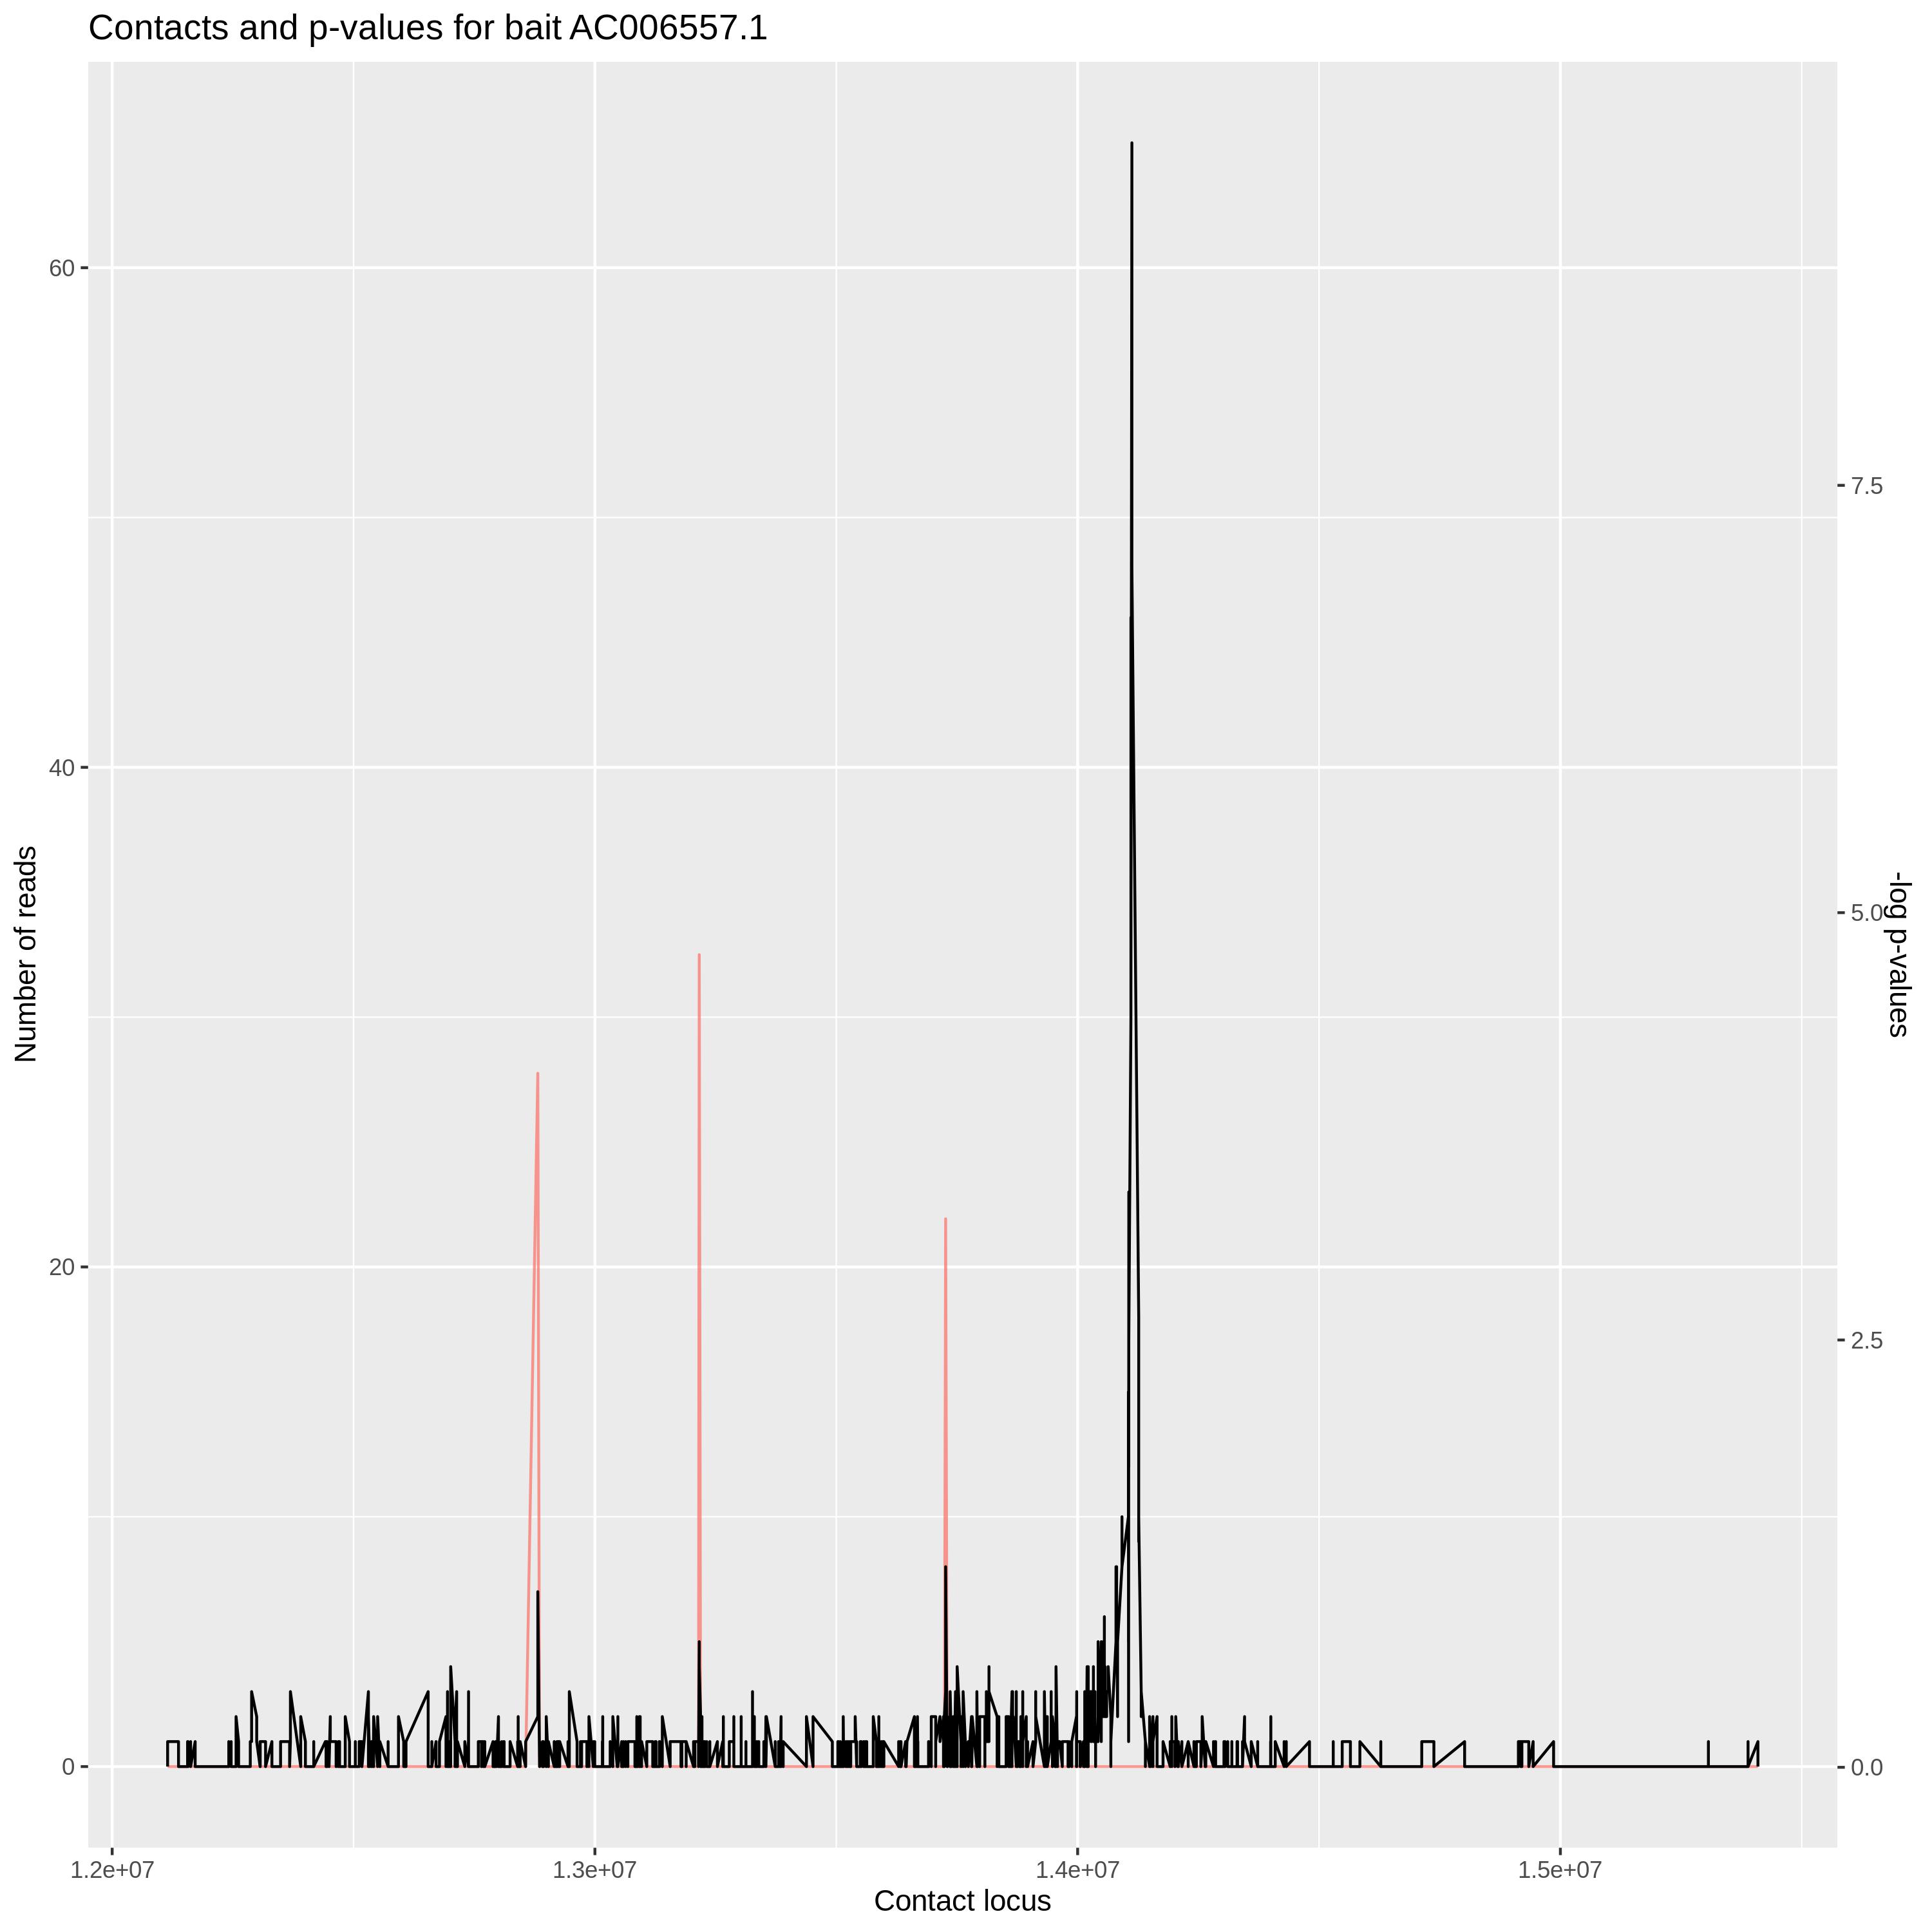 Contacts and p-values for bait AC006557.1
60
40
20
0
Number of reads
7.5
5.0
2.5
0.0
-log p-values
1.2e+07
1.3e+07
1.4e+07
1.5e+07
Contact locus